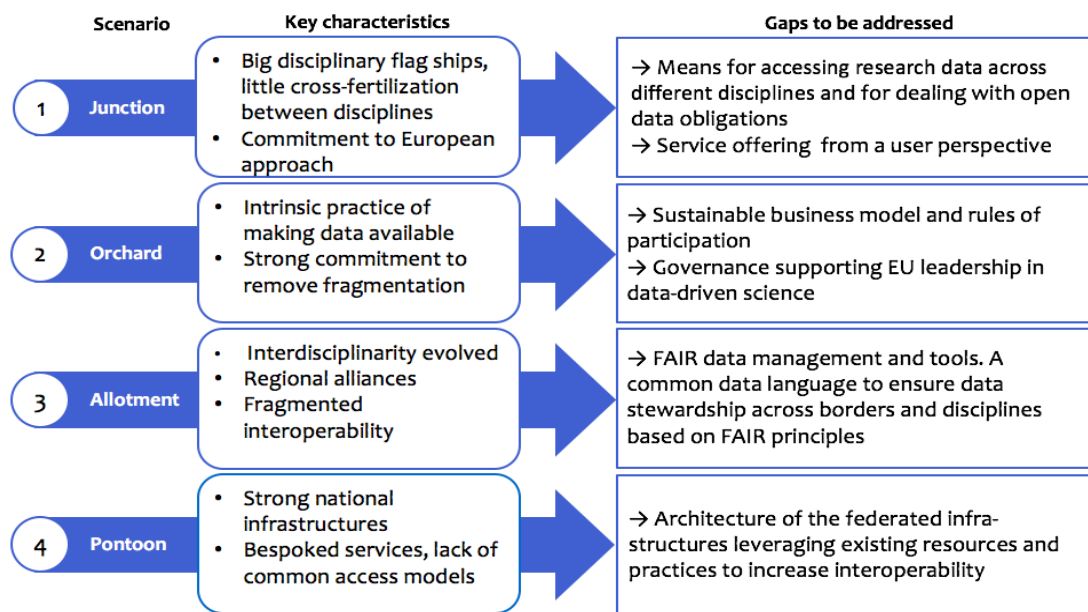 Scenario
Key characteristics
Gaps to be addressed
1
Junction
• Big disciplinary flag ships,
little cross-fertilization
between disciplines
• Commitment to European
approach
→ Means for accessing research data across
different disciplines and for dealing with open
data obligations
→ Service offering from a user perspective
2
Orchard
• Intrinsic practice of
making data available
• Strong commitment to
remove fragmentation
→ Sustainable business model and rules of
participation
→ Governance supporting EU leadership in
data-driven science
3
Allotment
• Interdisciplinarity evolved
• Regional alliances
• Fragmented
interoperability
→ FAIR data management and tools. A
common data language to ensure data
stewardship across borders and disciplines
based on FAIR principles
4
Pontoon
• Strong national
infrastructures
• Bespoked services, lack of
common access models
→ Architecture of the federated infra-
structures leveraging existing resources and
practices to increase interoperability